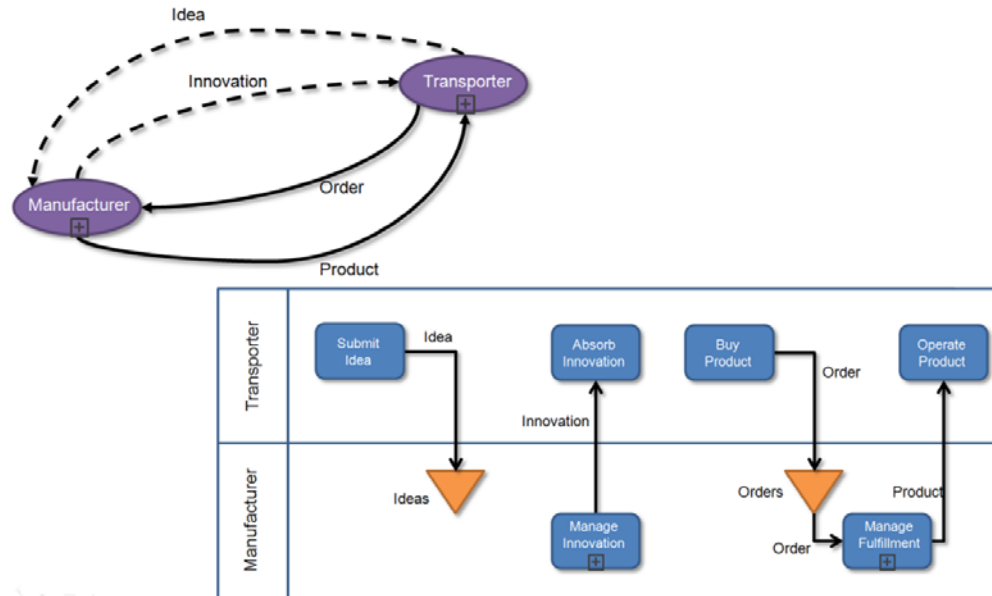 Idea
Innovation
Transporter
Manufacturer
Order
Product
Transporter
Submit
Idea
Idea
Absorb
Innovation
Buy
Product
Order
Operate
Product
Innovation
Manufacturer
Ideas
Manage
Innovation
Orders
Order
Product
Manage
Fulfillment